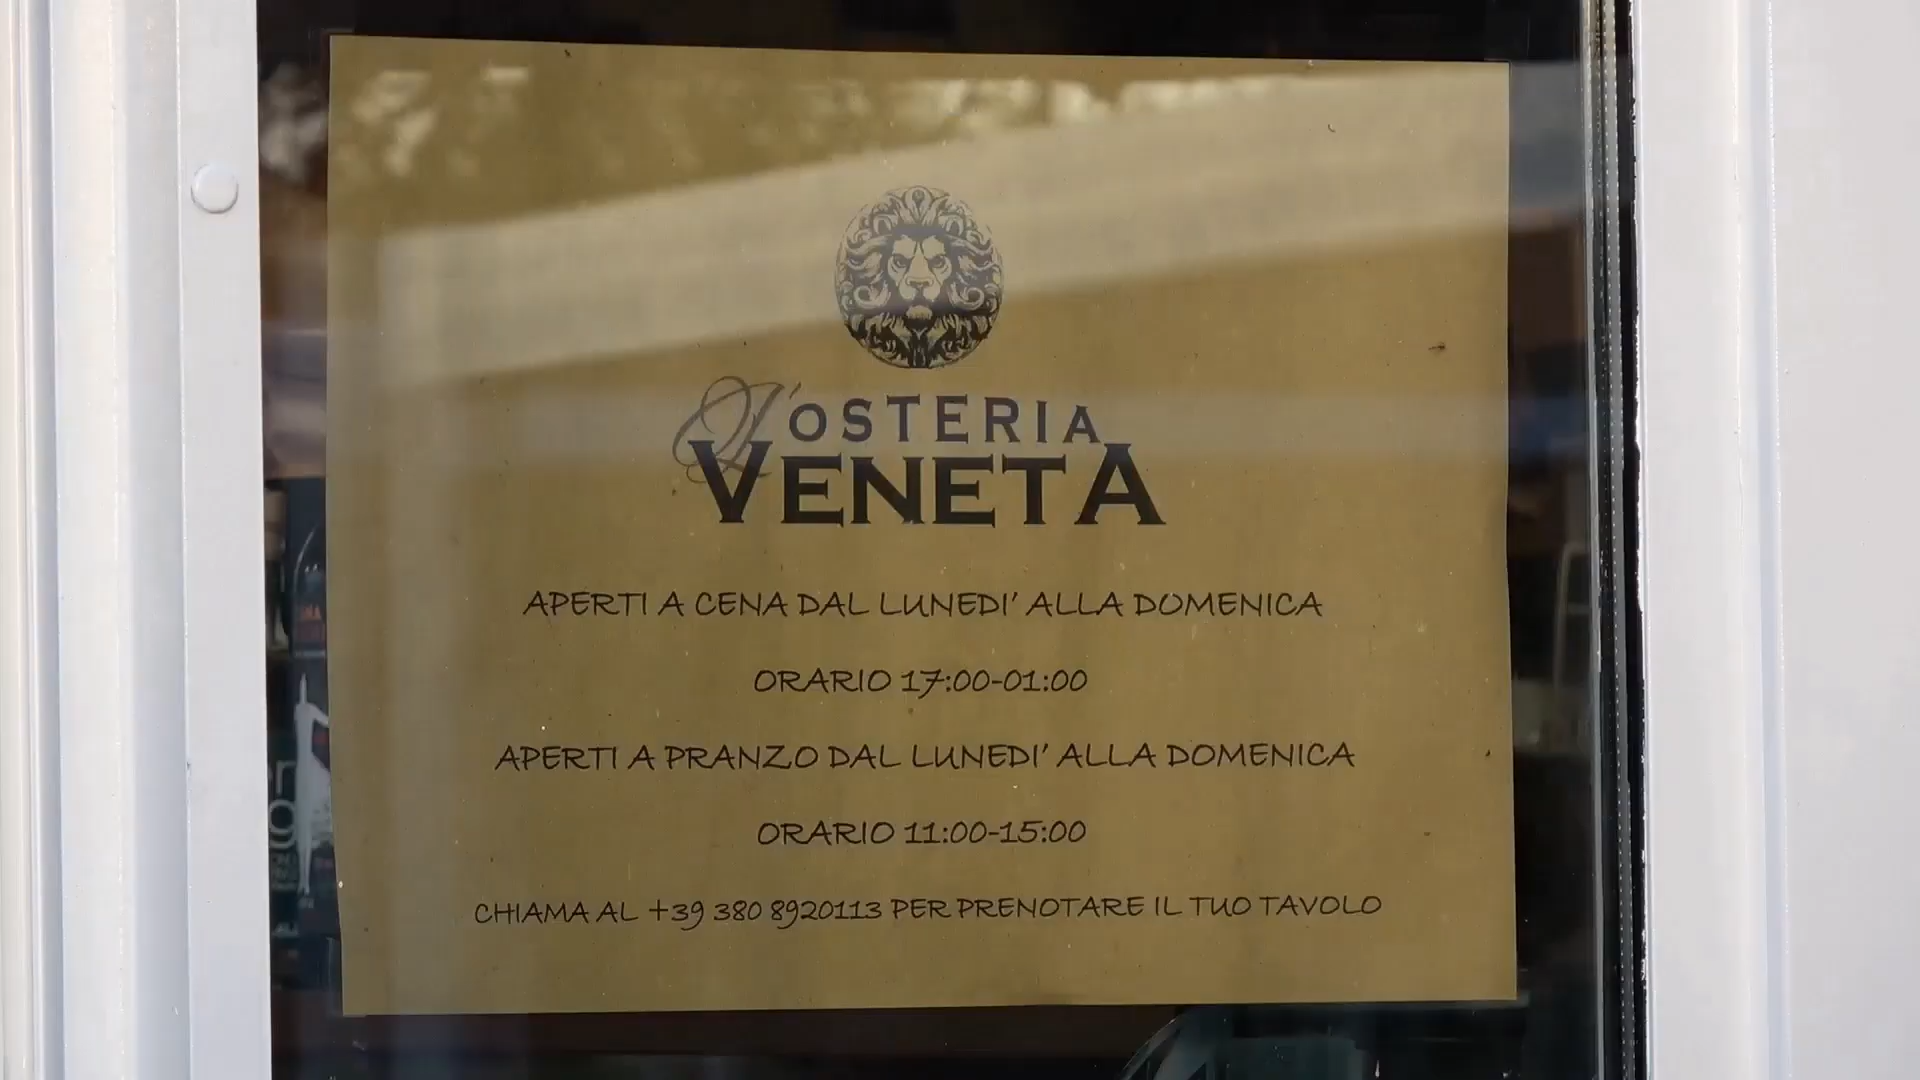 L'OSTERIA
VENETA
APERTI A CENA DAL LUNEDI' ALLA DOMENICA
ORARIO 17:00-01:00
APERTI A PRANZO DAL LUNEDI' ALLA DOMENICA
ORARIO 11:00-15:00
CHIAMA AL +39 380 8920113 PER PRENOTARE IL TUO TAVOLO